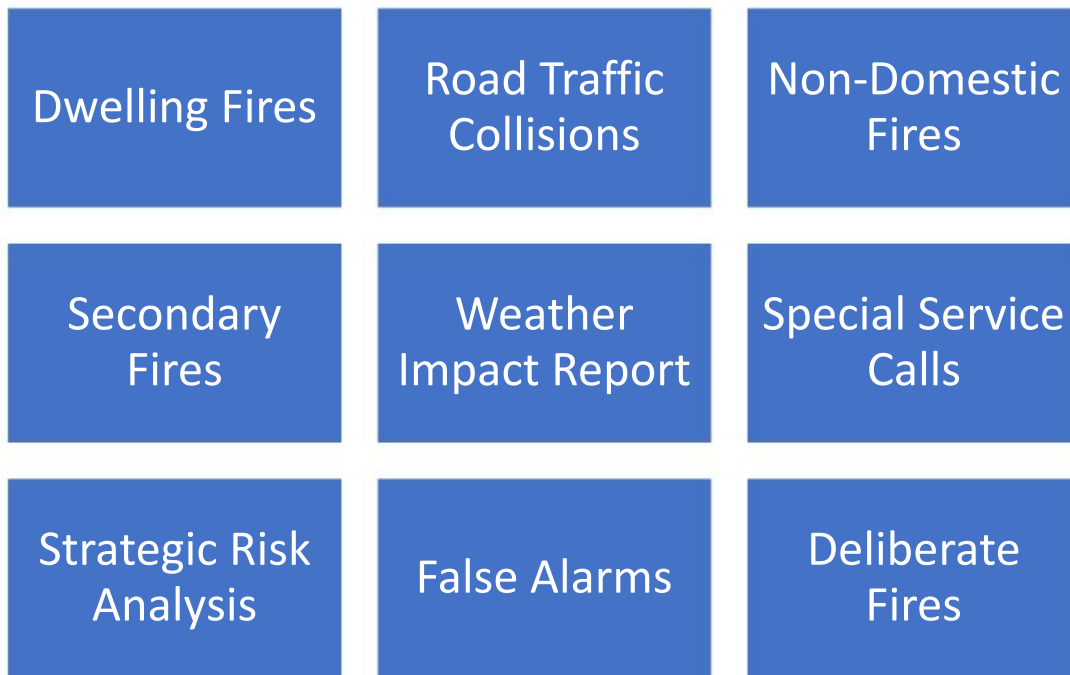 Dwelling Fires
Road Traffic
Collisions
Non-Domestic
Fires
Secondary
Fires
Weather
Impact Report
Special Service
Calls
Strategic Risk
Analysis
False Alarms
Deliberate
Fires